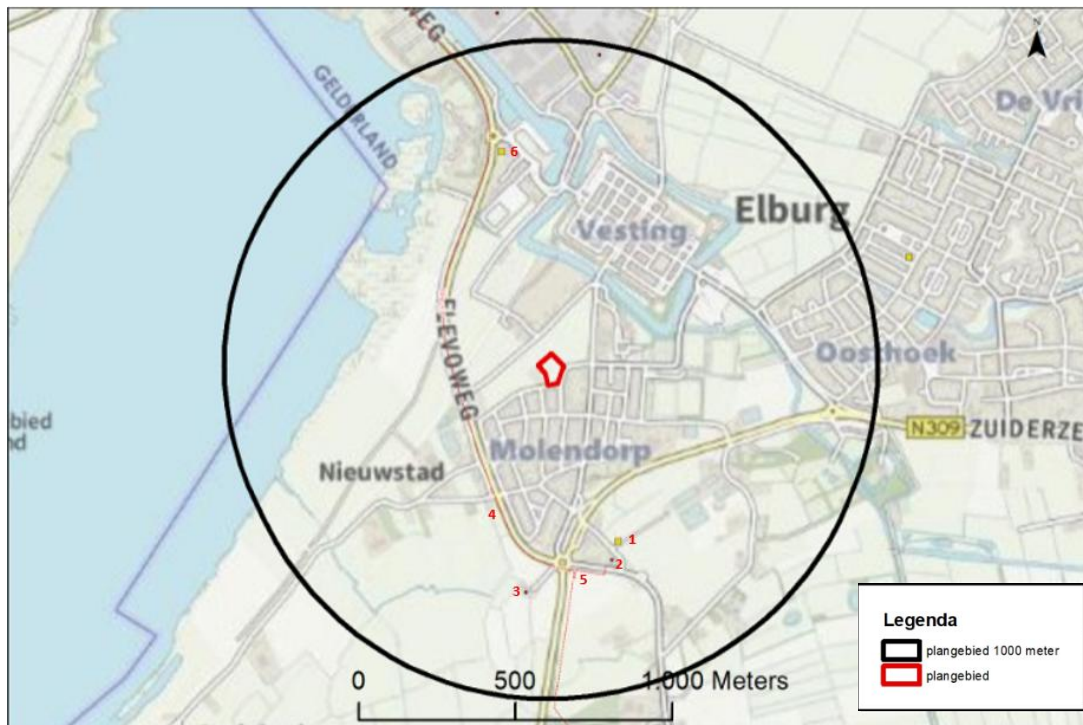 WEG
GELDERLAND
N
De Vri
6
Elburg
Vesting
FLEVOWEG
Oosthoek
N309
ZUIDERZE
bied
nd
Molendorp
Nieuwstad
4
1
2
5
3
0
500
1.000 Meters
Legenda
plangebied 1000 meter
plangebied